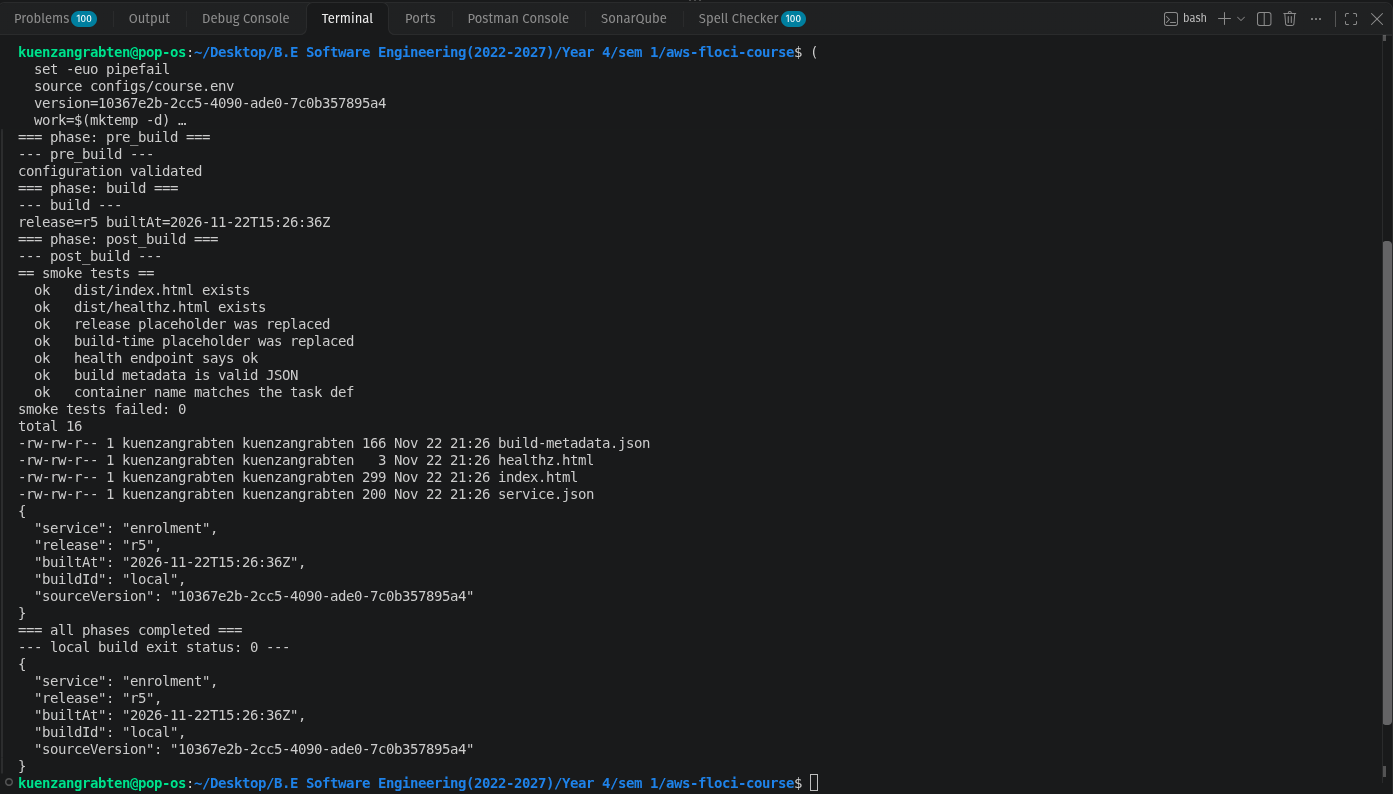 Problems 100 Output Debug Console Terminal Ports Postman Console SonarQube Spell Checker 100 bash
kuenzangrabten@pop-os:~/Desktop/B.E Software Engineering(2022-2027)/Year 4/sem 1/aws-floci-course$ (
  set -euo pipefail
  source configs/course.env
  version=10367e2b-2cc5-4090-ade0-7c0b357895a4
  work=$(mktemp -d) …
=== phase: pre_build ===
--- pre_build ---
configuration validated
=== phase: build ===
--- build ---
release=r5 builtAt=2026-11-22T15:26:36Z
=== phase: post_build ===
--- post_build ---
== smoke tests ==
  ok   dist/index.html exists
  ok   dist/healthz.html exists
  ok   release placeholder was replaced
  ok   build-time placeholder was replaced
  ok   health endpoint says ok
  ok   build metadata is valid JSON
  ok   container name matches the task def
smoke tests failed: 0
total 16
-rw-rw-r-- 1 kuenzangrabten kuenzangrabten 166 Nov 22 21:26 build-metadata.json
-rw-rw-r-- 1 kuenzangrabten kuenzangrabten   3 Nov 22 21:26 healthz.html
-rw-rw-r-- 1 kuenzangrabten kuenzangrabten 299 Nov 22 21:26 index.html
-rw-rw-r-- 1 kuenzangrabten kuenzangrabten 200 Nov 22 21:26 service.json
{
  "service": "enrolment",
  "release": "r5",
  "builtAt": "2026-11-22T15:26:36Z",
  "buildId": "local",
  "sourceVersion": "10367e2b-2cc5-4090-ade0-7c0b357895a4"
}
=== all phases completed ===
--- local build exit status: 0 ---
{
  "service": "enrolment",
  "release": "r5",
  "builtAt": "2026-11-22T15:26:36Z",
  "buildId": "local",
  "sourceVersion": "10367e2b-2cc5-4090-ade0-7c0b357895a4"
}
kuenzangrabten@pop-os:~/Desktop/B.E Software Engineering(2022-2027)/Year 4/sem 1/aws-floci-course$